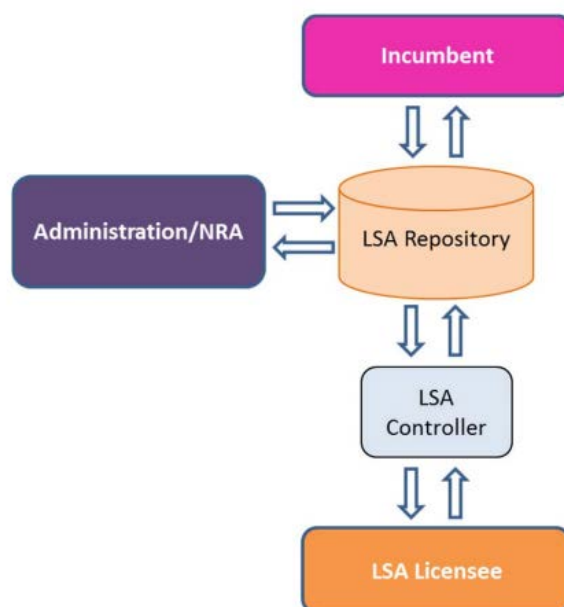 Incumbent
Administration/NRA
LSA Repository
LSA
Controller
LSA Licensee